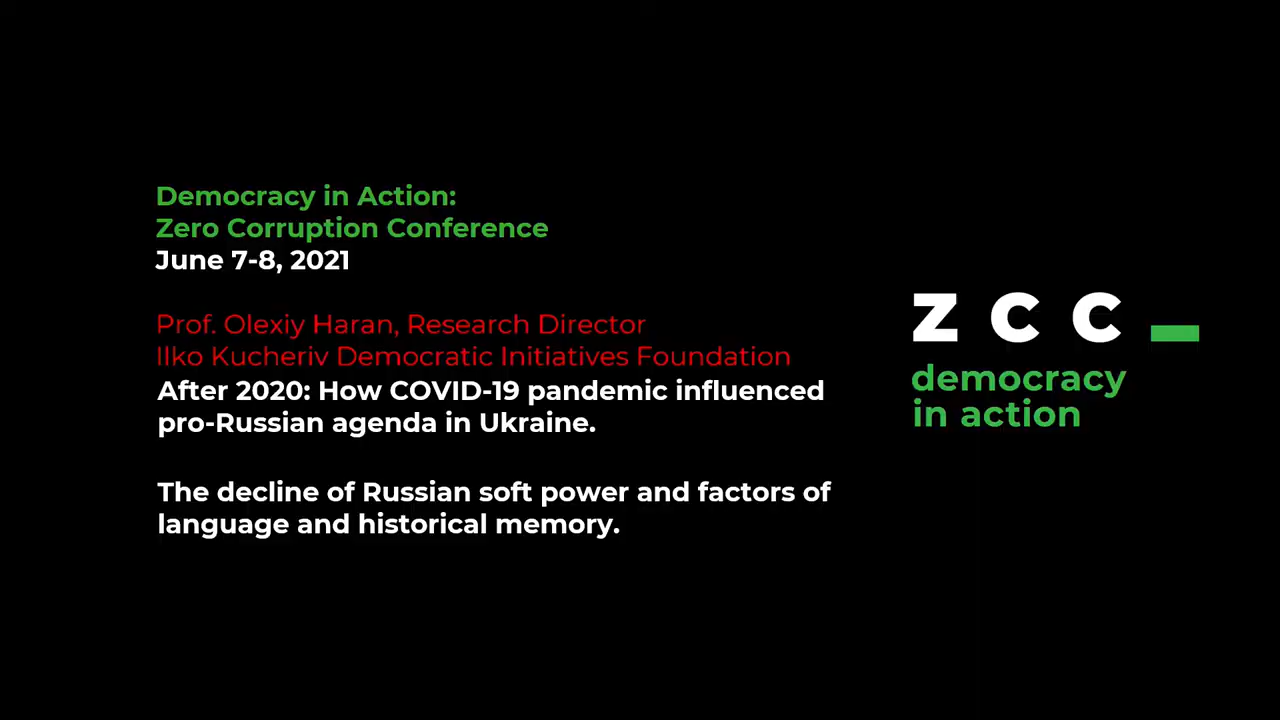 Democracy in Action:
Zero Corruption Conference
June 7-8, 2021
Prof. Olexiy Haran, Research Director
Ilko Kucheriv Democratic Initiatives Foundation
After 2020: How COVID-19 pandemic influenced
pro-Russian agenda in Ukraine.
The decline of Russian soft power and factors of
language and historical memory.
z c c _
democracy
in action